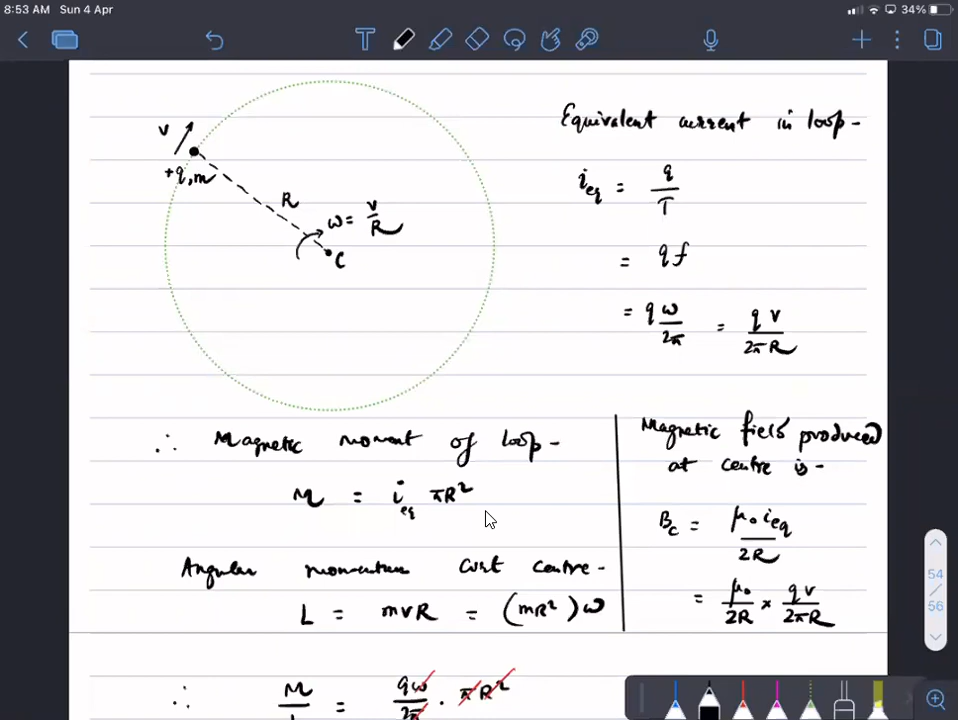 8:53 AM Sun 4 Apr
34%
T
Equivalent current in loop-
v
+q,m
R
ω = v/R
C
i_eq = q/T
= qf
= q ω/2π = qv/2πR
∴ Magnetic moment of loop-
M = i_eq πR²
Angular momentum wrt centre-
L = mvR = (mR²)ω
Magnetic field produced
at centre is-
B_C = μ₀ i_eq/2R
= μ₀/2R × qv/2πR
∴ M/L = qω/2π · πR²
54
/
56